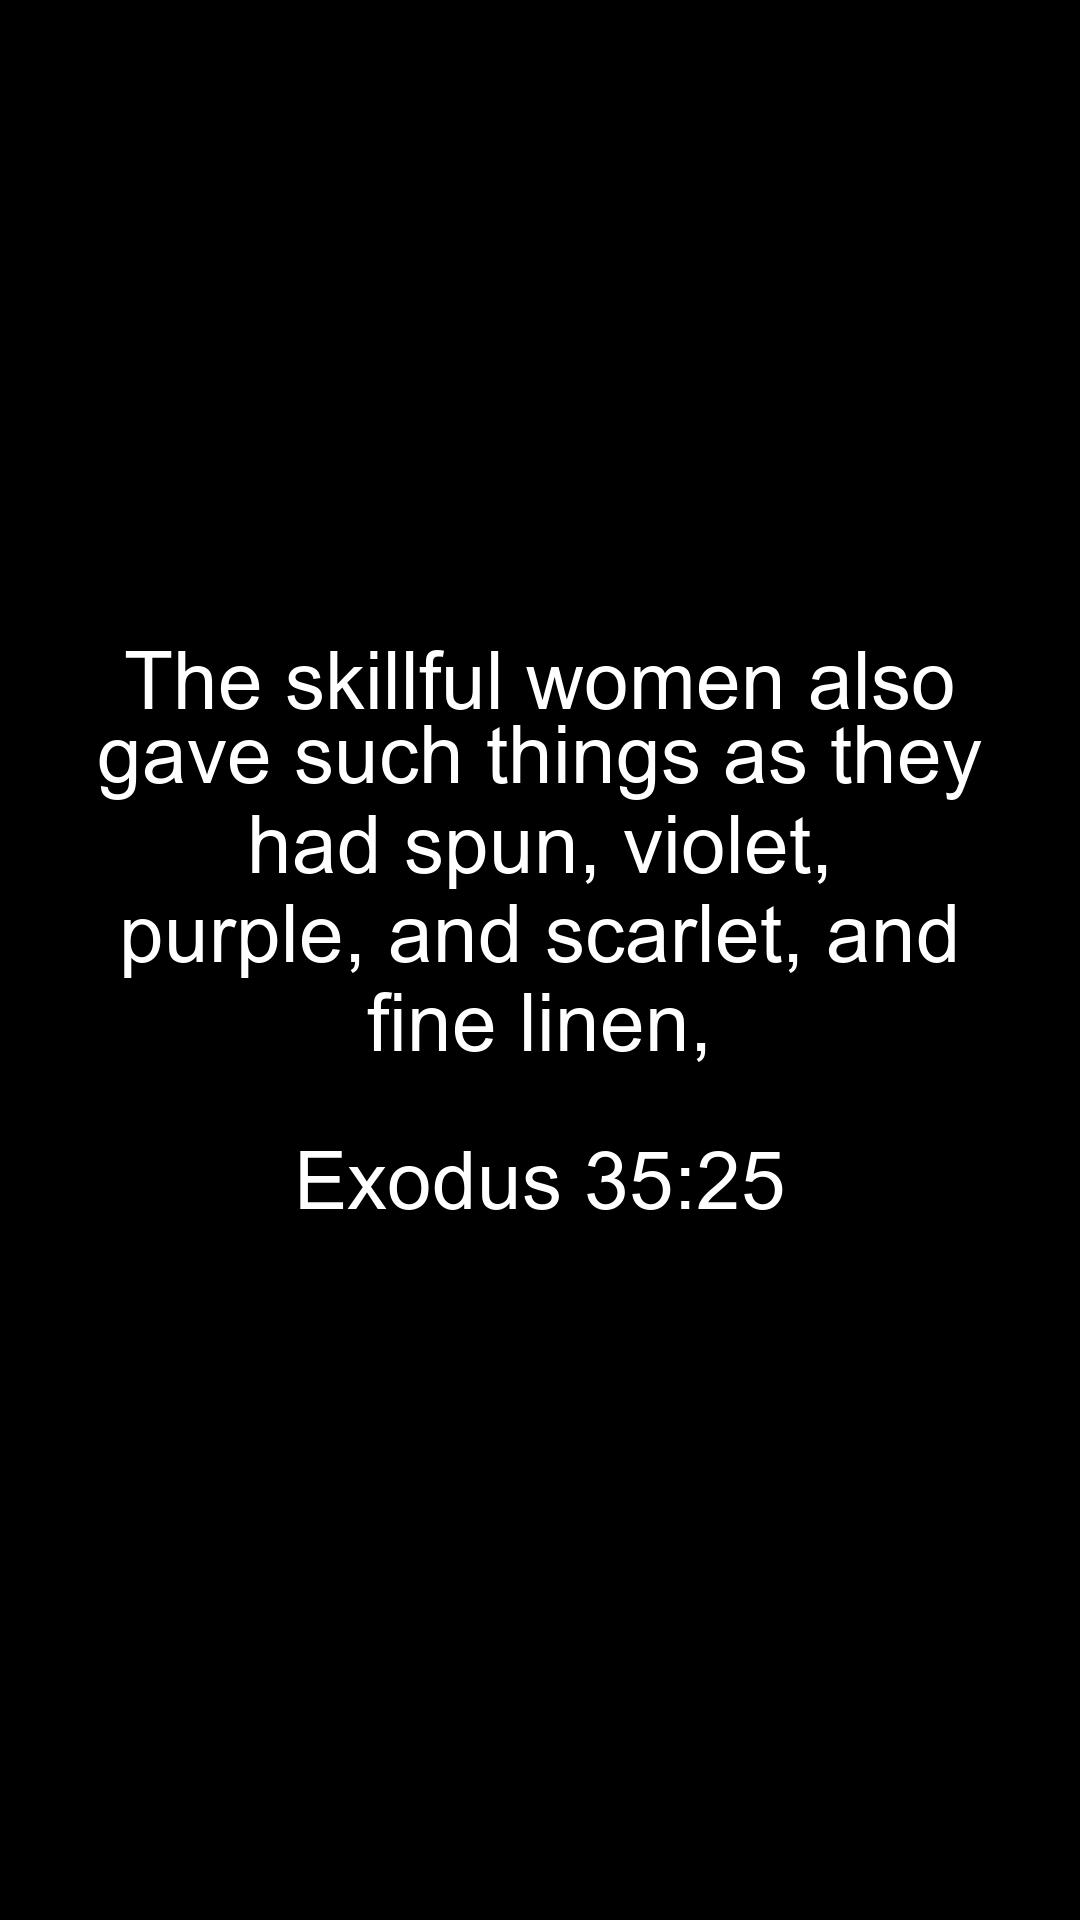 The skillful women also
gave such things as they
had spun, violet,
purple, and scarlet, and
fine linen,
Exodus 35:25